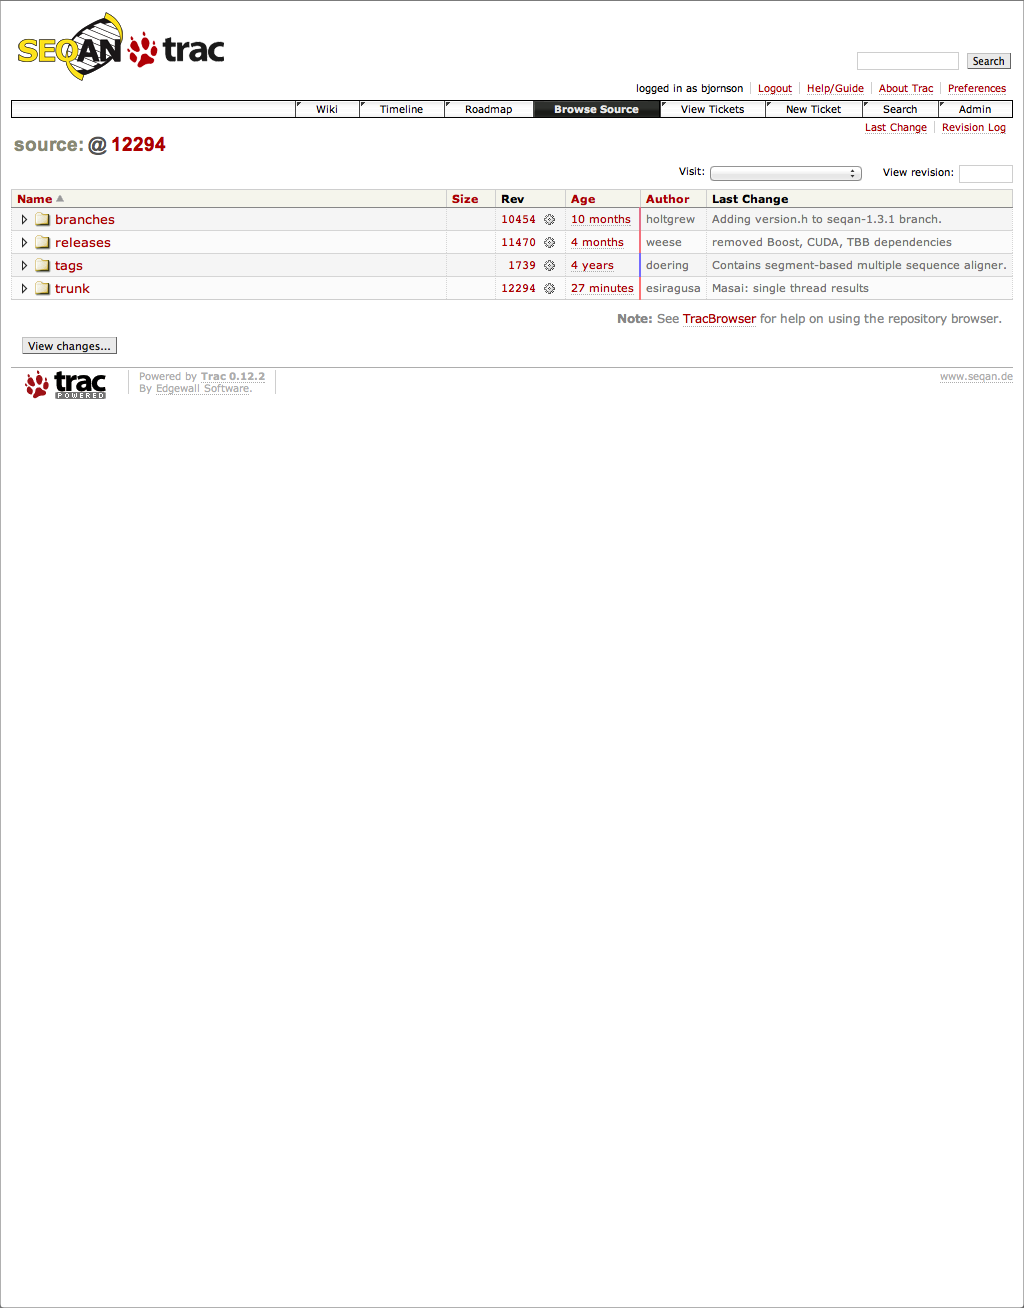 SEQAN trac
Search
logged in as bjornson Logout Help/Guide About Trac Preferences
Wiki Timeline Roadmap Browse Source View Tickets New Ticket Search Admin
Last Change Revision Log
source: @ 12294
Visit: View revision:
Name Size Rev Age Author Last Change
branches 10454 10 months holtgrew Adding version.h to seqan-1.3.1 branch.
releases 11470 4 months weese removed Boost, CUDA, TBB dependencies
tags 1739 4 years doering Contains segment-based multiple sequence aligner.
trunk 12294 27 minutes esiragusa Masai: single thread results
Note: See TracBrowser for help on using the repository browser.
View changes...
trac POWERED
Powered by Trac 0.12.2
By Edgewall Software.
www.seqan.de